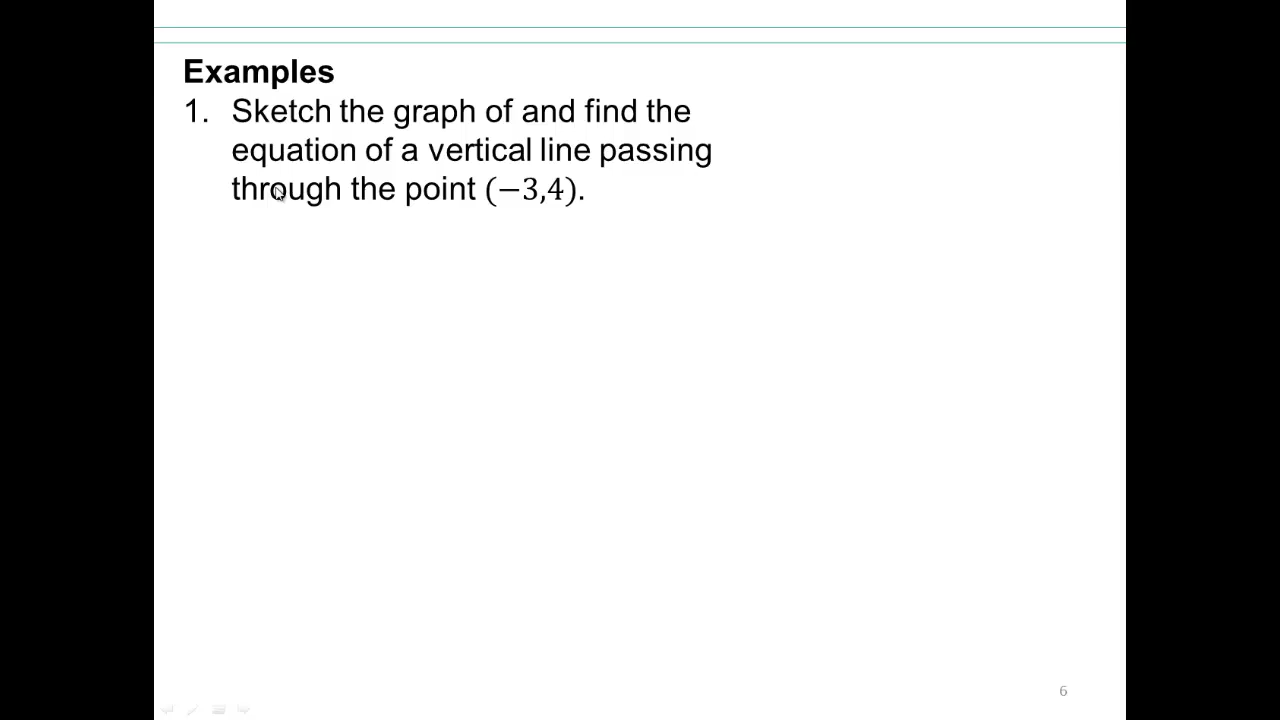 Examples
1. Sketch the graph of and find the
equation of a vertical line passing
through the point (−3,4).
6